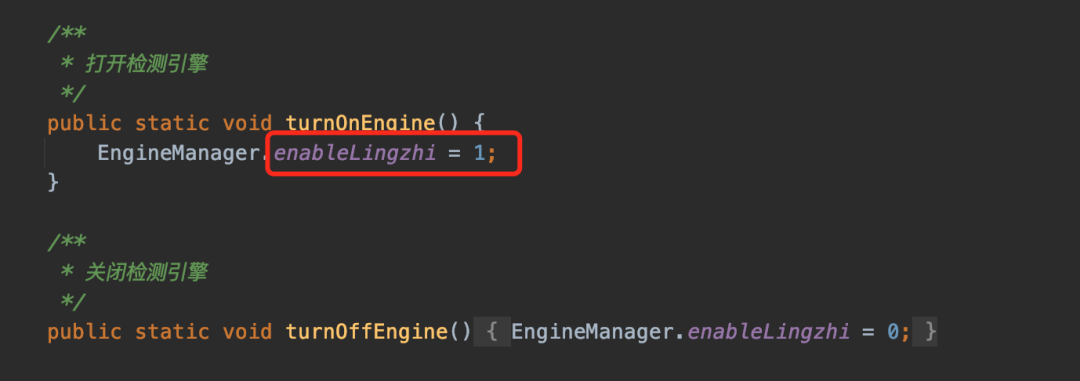 /**
 * 打开检测引擎
 */
public static void turnOnEngine() {
    EngineManager.enableLingzhi = 1;
}
/**
 * 关闭检测引擎
 */
public static void turnOffEngine() { EngineManager.enableLingzhi = 0; }